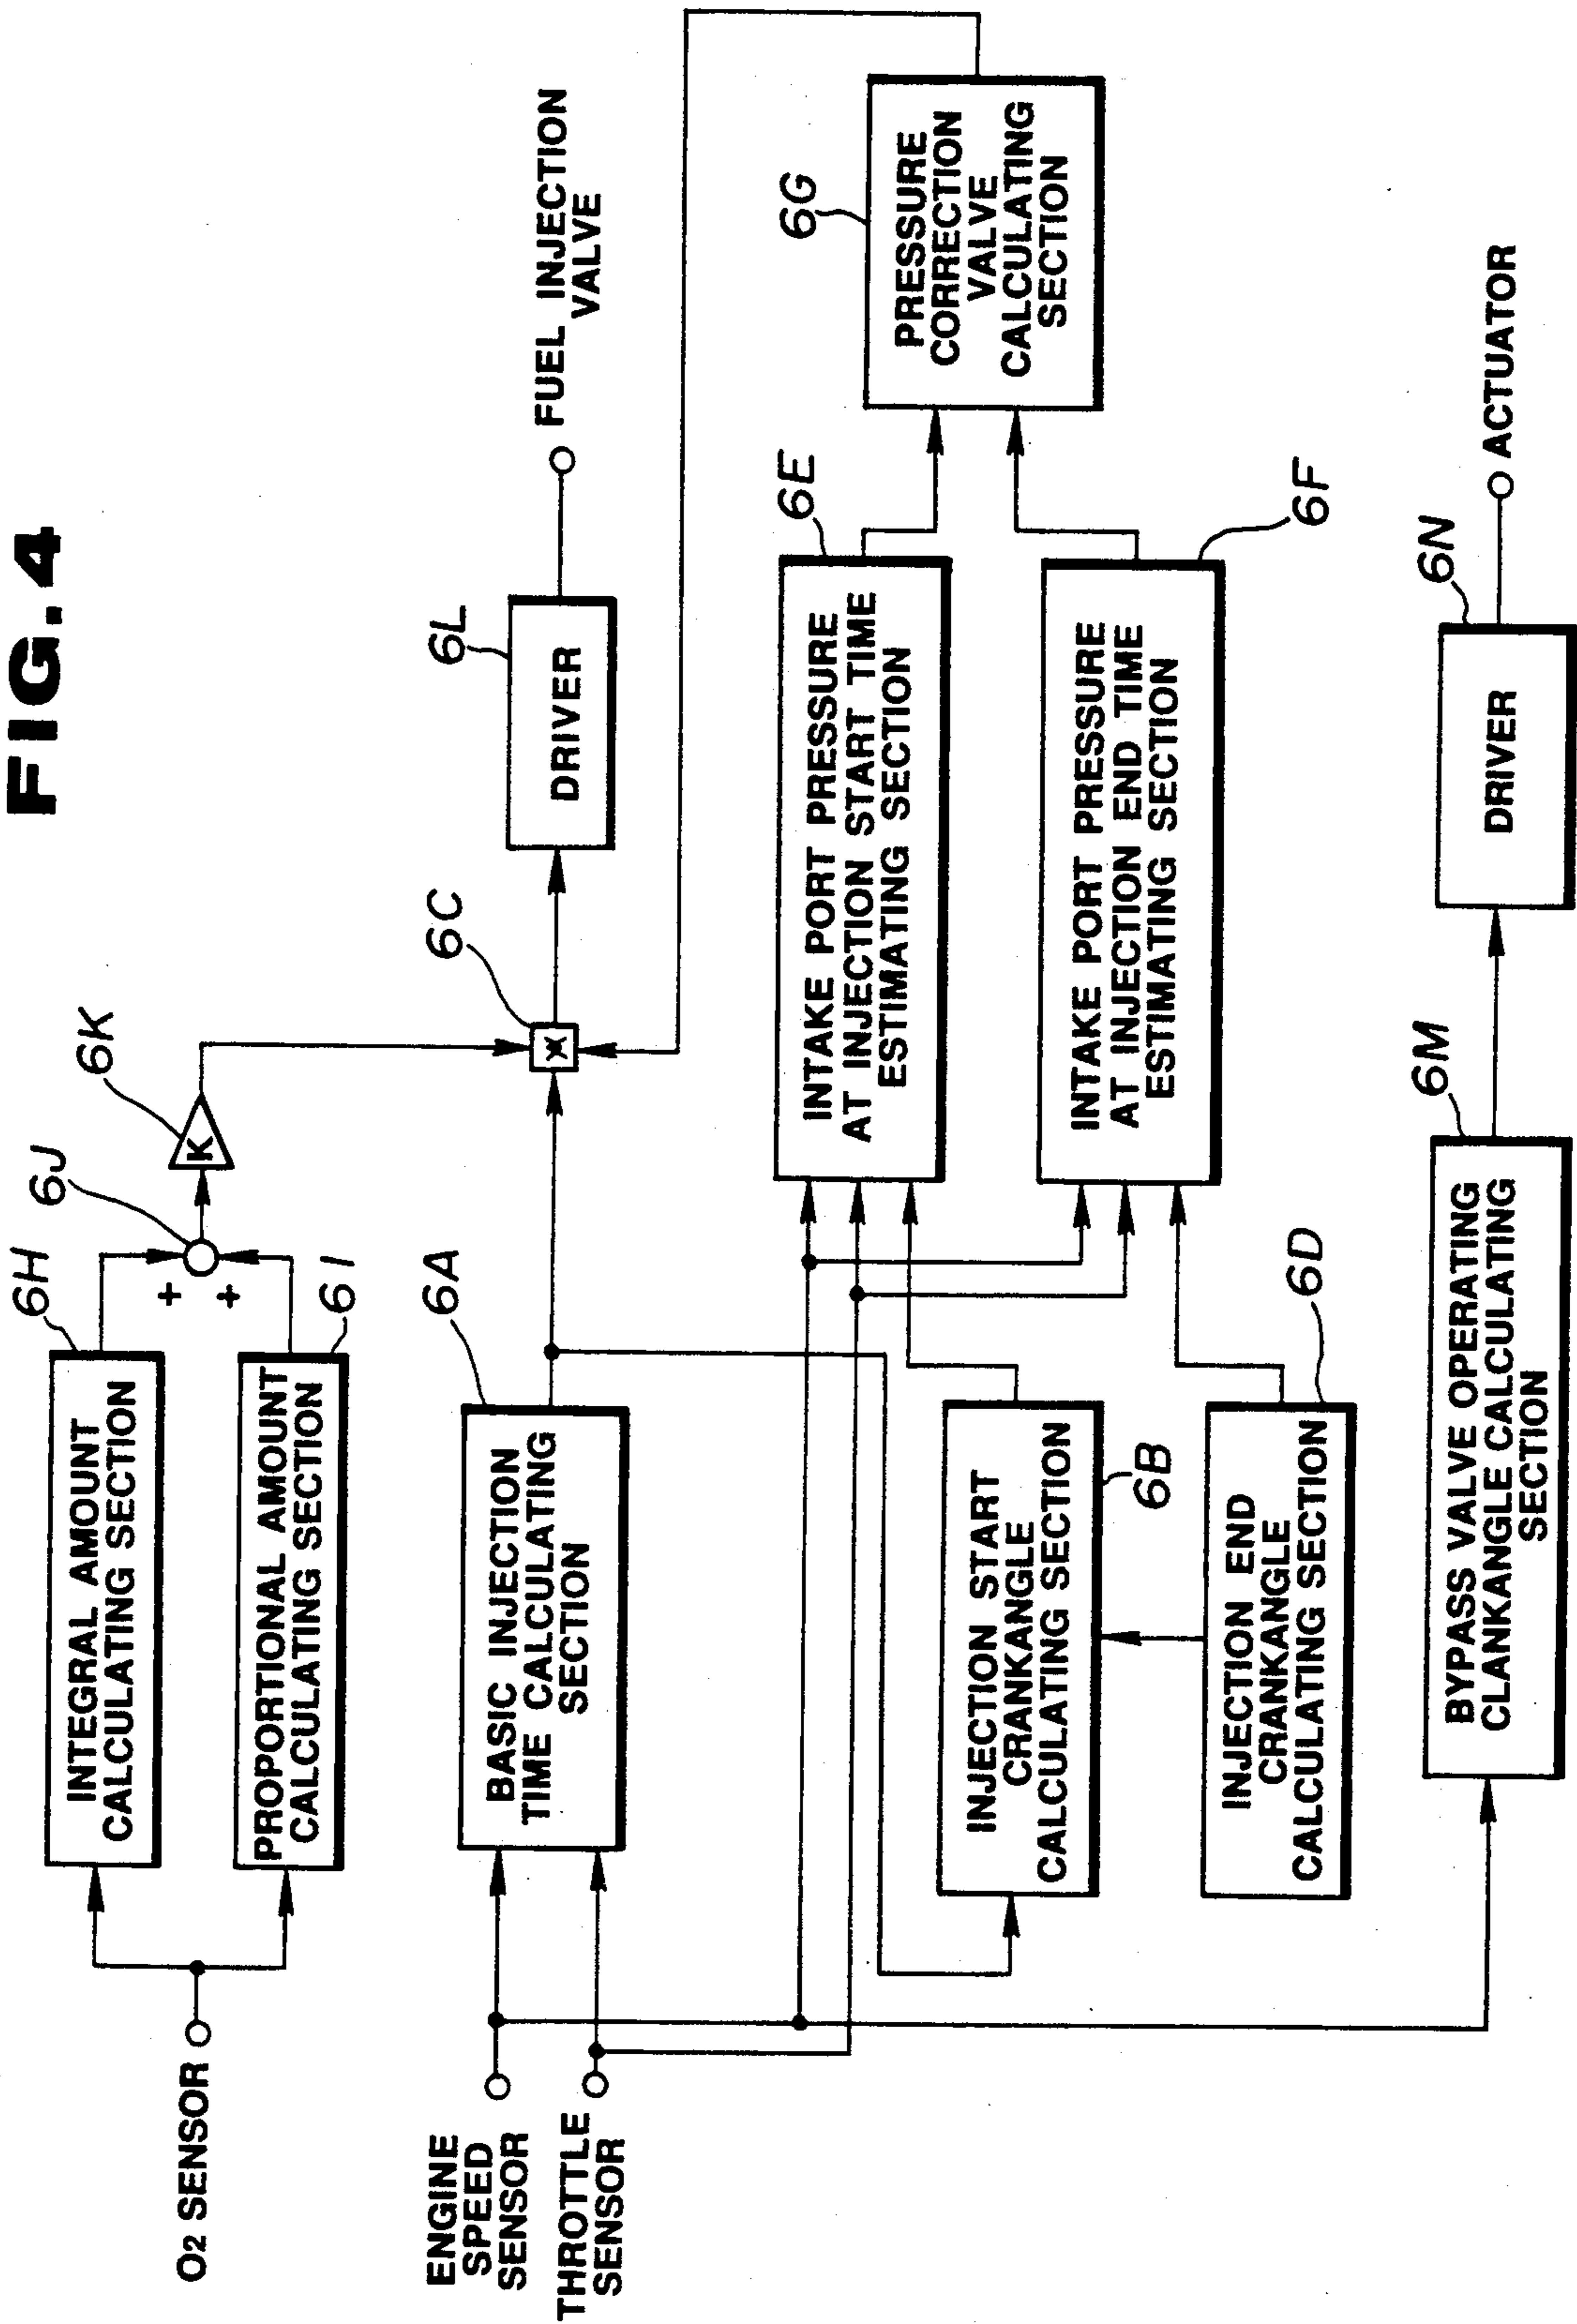 FIG.4
O2 SENSOR
6H
INTEGRAL AMOUNT
CALCULATING SECTION
6I
PROPORTIONAL AMOUNT
CALCULATING SECTION
+
+
6J
6K
K
ENGINE
SPEED
SENSOR
THROTTLE
SENSOR
6A
BASIC INJECTION
TIME CALCULATING
SECTION
6C
X
6L
DRIVER
FUEL INJECTION
VALVE
6B
INJECTION START
CRANKANGLE
CALCULATING SECTION
6D
INJECTION END
CRANKANGLE
CALCULATING SECTION
6E
INTAKE PORT PRESSURE
AT INJECTION START TIME
ESTIMATING SECTION
6F
INTAKE PORT PRESSURE
AT INJECTION END TIME
ESTIMATING SECTION
6G
PRESSURE
CORRECTION
VALVE
CALCULATING
SECTION
6M
BYPASS VALVE OPERATING
CLANKANGLE CALCULATING
SECTION
6N
DRIVER
ACTUATOR